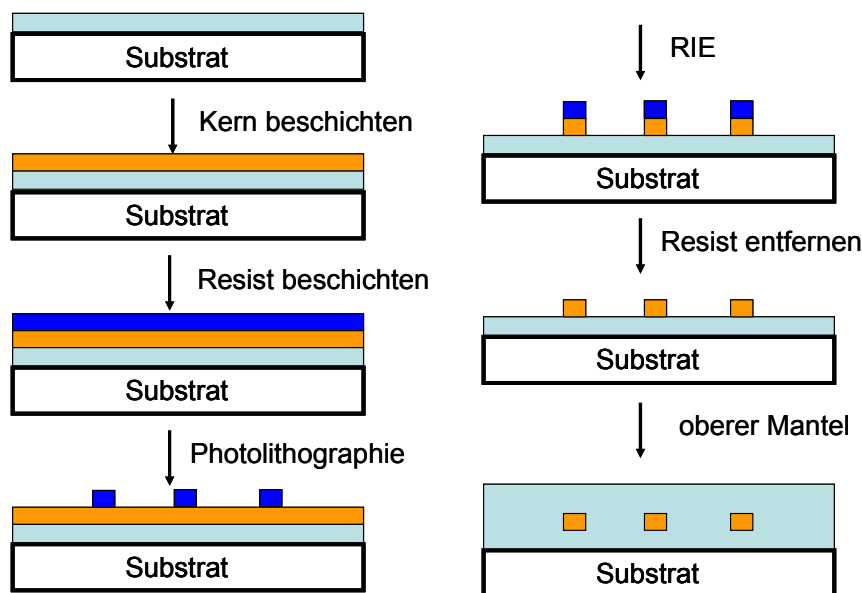 Substrat
Kern beschichten
Substrat
Resist beschichten
Substrat
Photolithographie
Substrat
RIE
Substrat
Resist entfernen
Substrat
oberer Mantel
Substrat